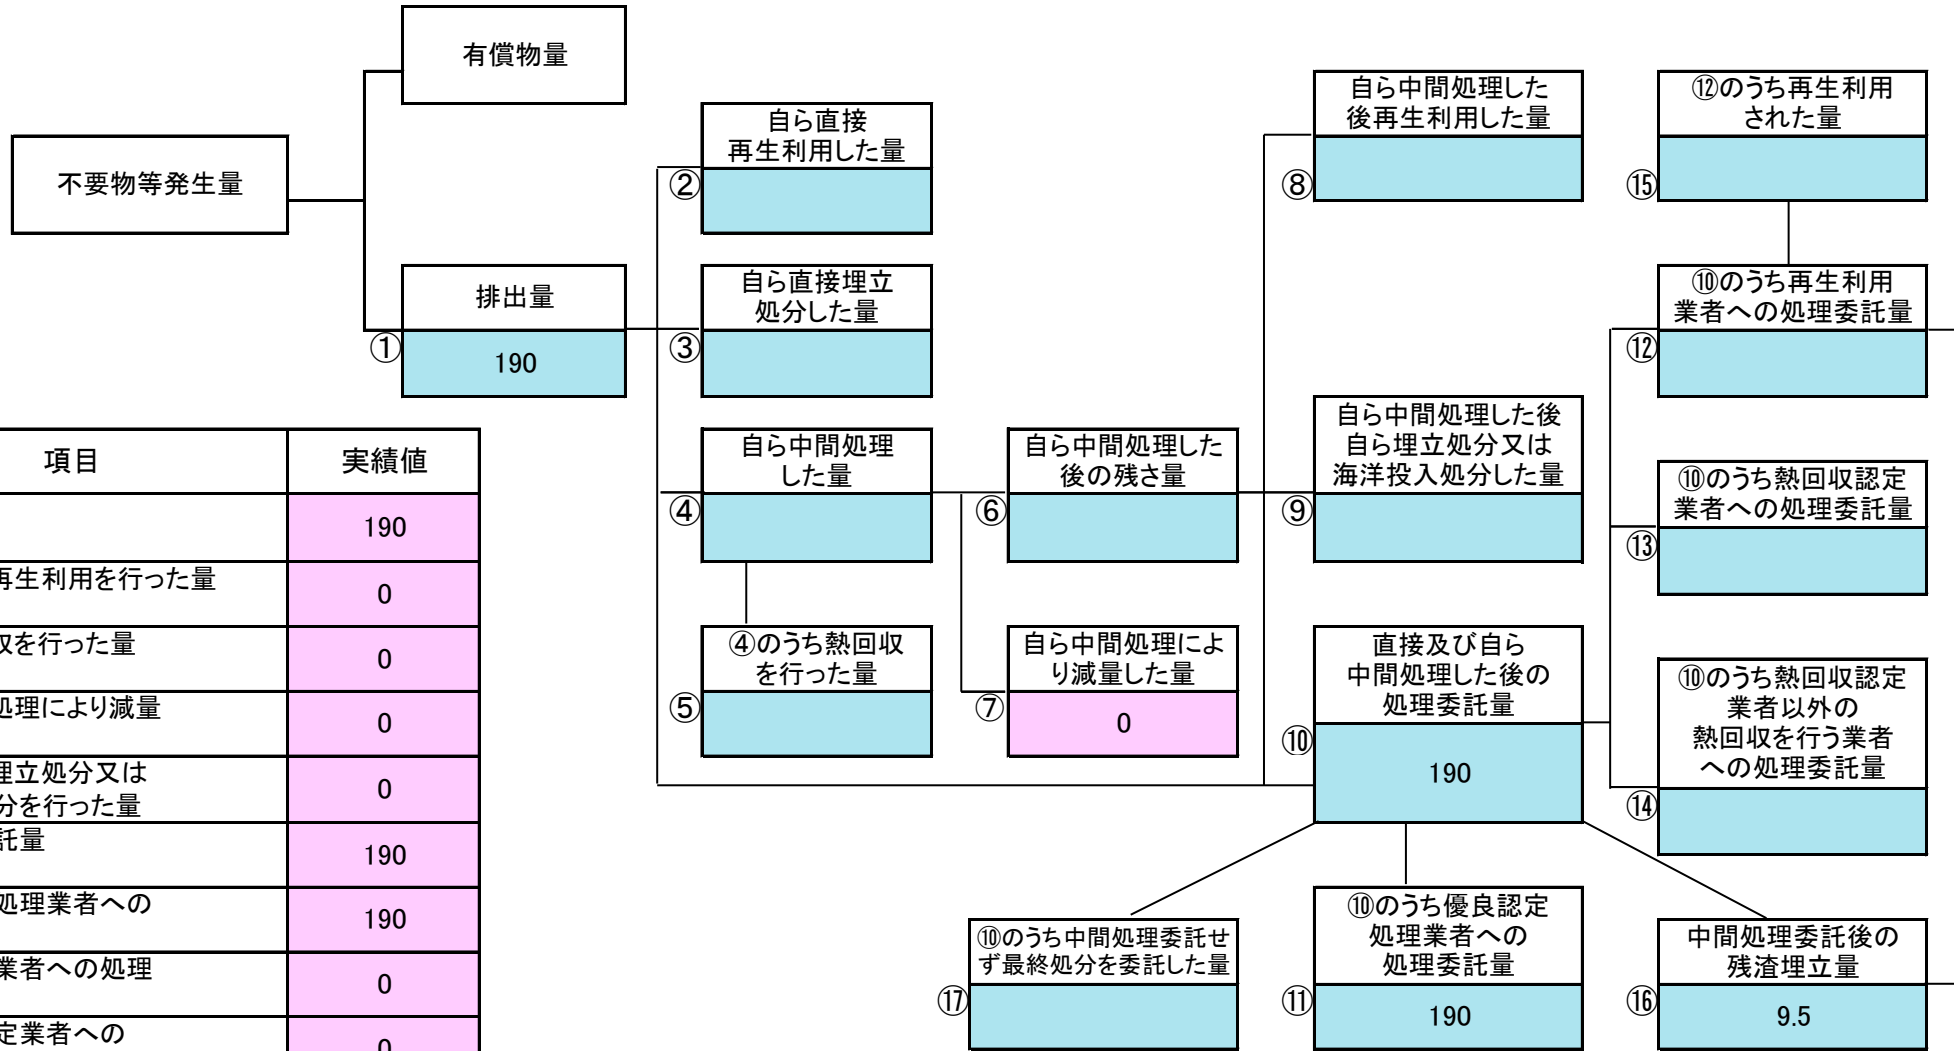 有償物量
不要物等発生量
排出量
①
190
自ら直接
再生利用した量
②
自ら直接埋立
処分した量
③
自ら中間処理
した量
④
④のうち熱回収
を行った量
⑤
自ら中間処理した
後の残さ量
⑥
自ら中間処理によ
り減量した量
⑦
0
自ら中間処理した
後再生利用した量
⑧
自ら中間処理した後
自ら埋立処分又は
海洋投入処分した量
⑨
直接及び自ら
中間処理した後の
処理委託量
⑩
190
⑩のうち優良認定
処理業者への
処理委託量
⑪
190
⑫のうち再生利用
された量
⑮
⑩のうち再生利用
業者への処理委託量
⑫
⑩のうち熱回収認定
業者への処理委託量
⑬
⑩のうち熱回収認定
業者以外の
熱回収を行う業者
への処理委託量
⑭
中間処理委託後の
残渣埋立量
⑯
9.5
⑩のうち中間処理委託せ
ず最終処分を委託した量
⑰
項目 実績値
190
再生利用を行った量 0
収を行った量 0
処理により減量 0
埋立処分又は
分を行った量 0
託量 190
処理業者への 190
業者への処理 0
定業者への 0